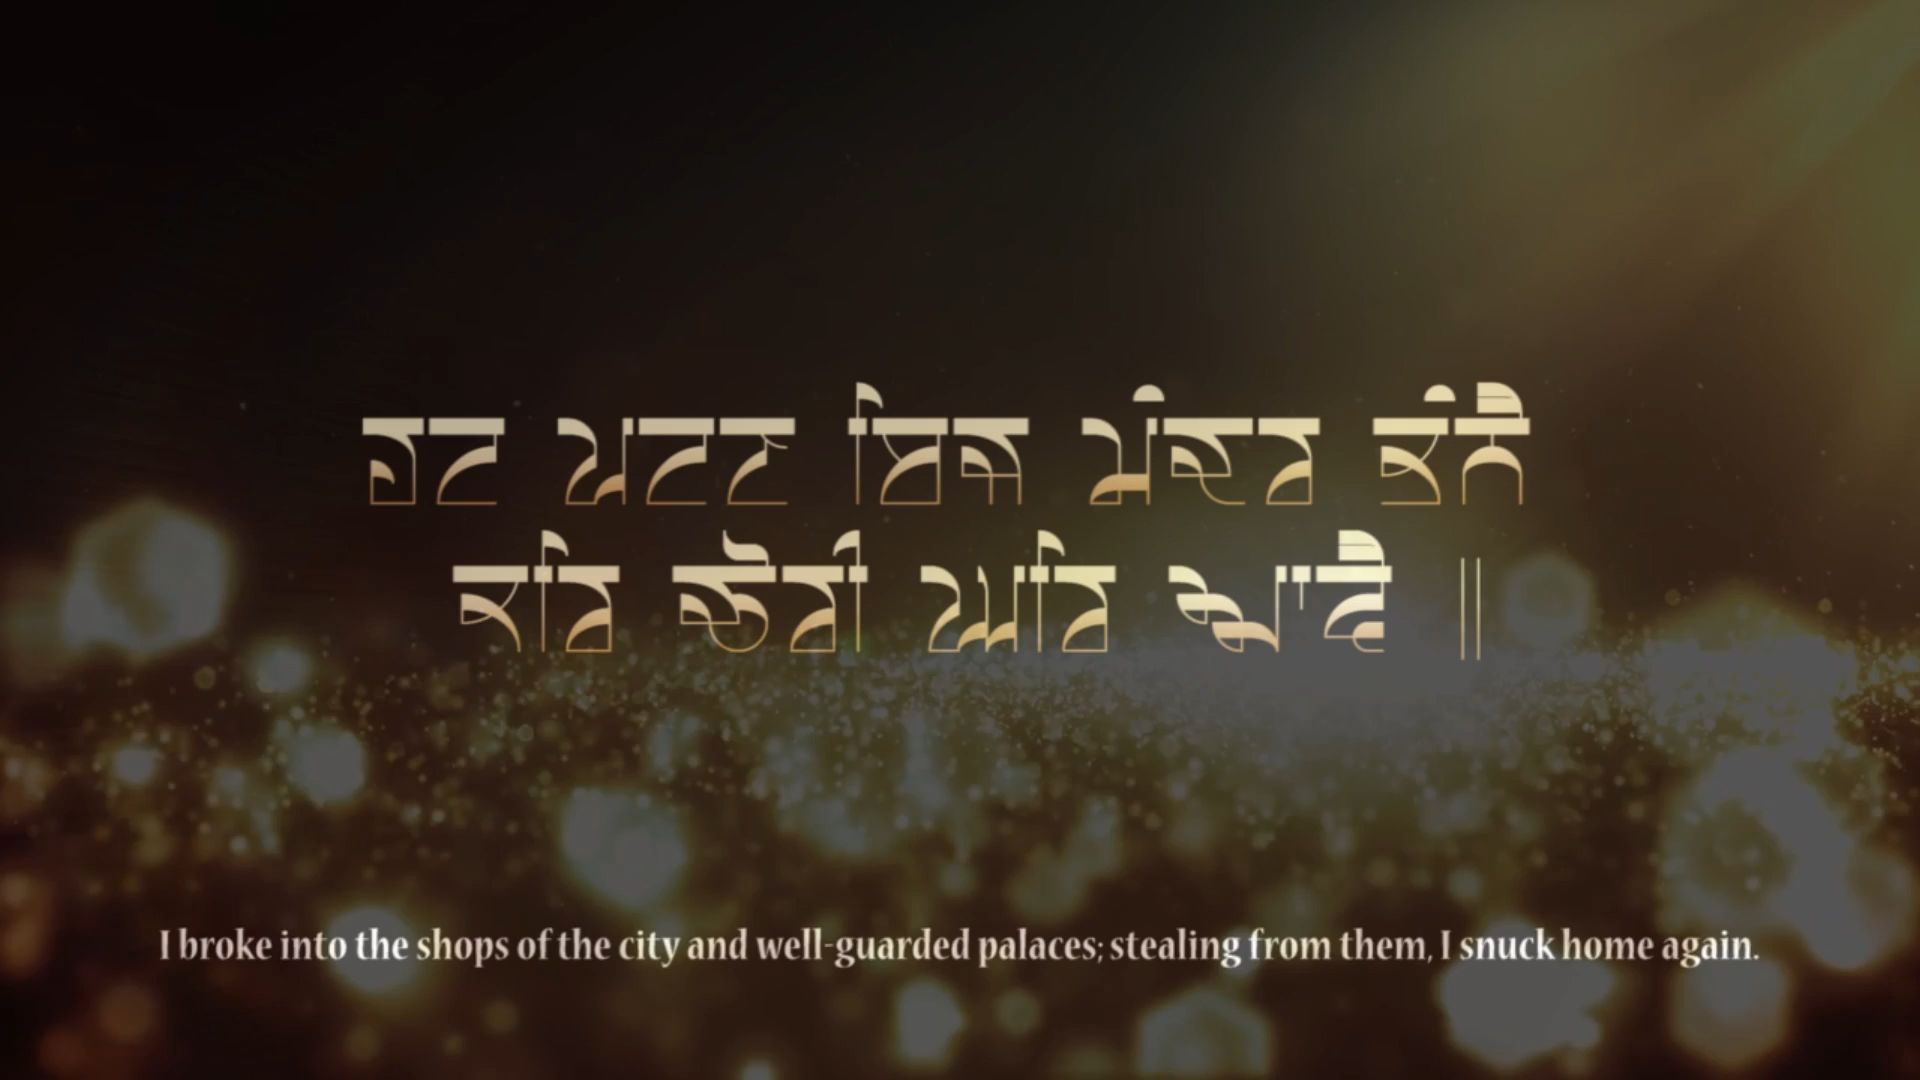 ਹਟ ਪਟਣ ਬਿਜ ਮੰਦਰ ਭੰਨੈ
ਕਰਿ ਚੋਰੀ ਘਰਿ ਆਵੈ ॥
I broke into the shops of the city and well-guarded palaces; stealing from them, I snuck home again.